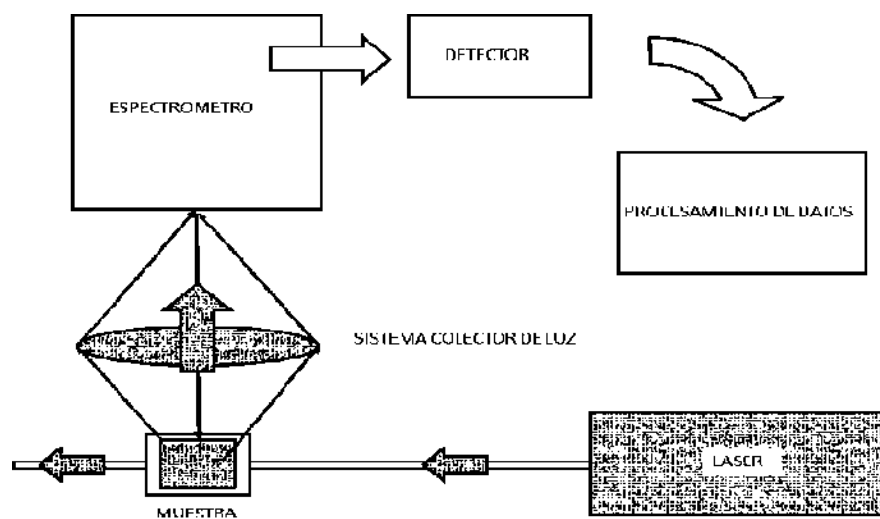 DETECTOR
ESPECTROMETRO
PROCESAMIENTO DE DATOS
SISTEMA COLECTOR DE LUZ
LASER
MUESTRA